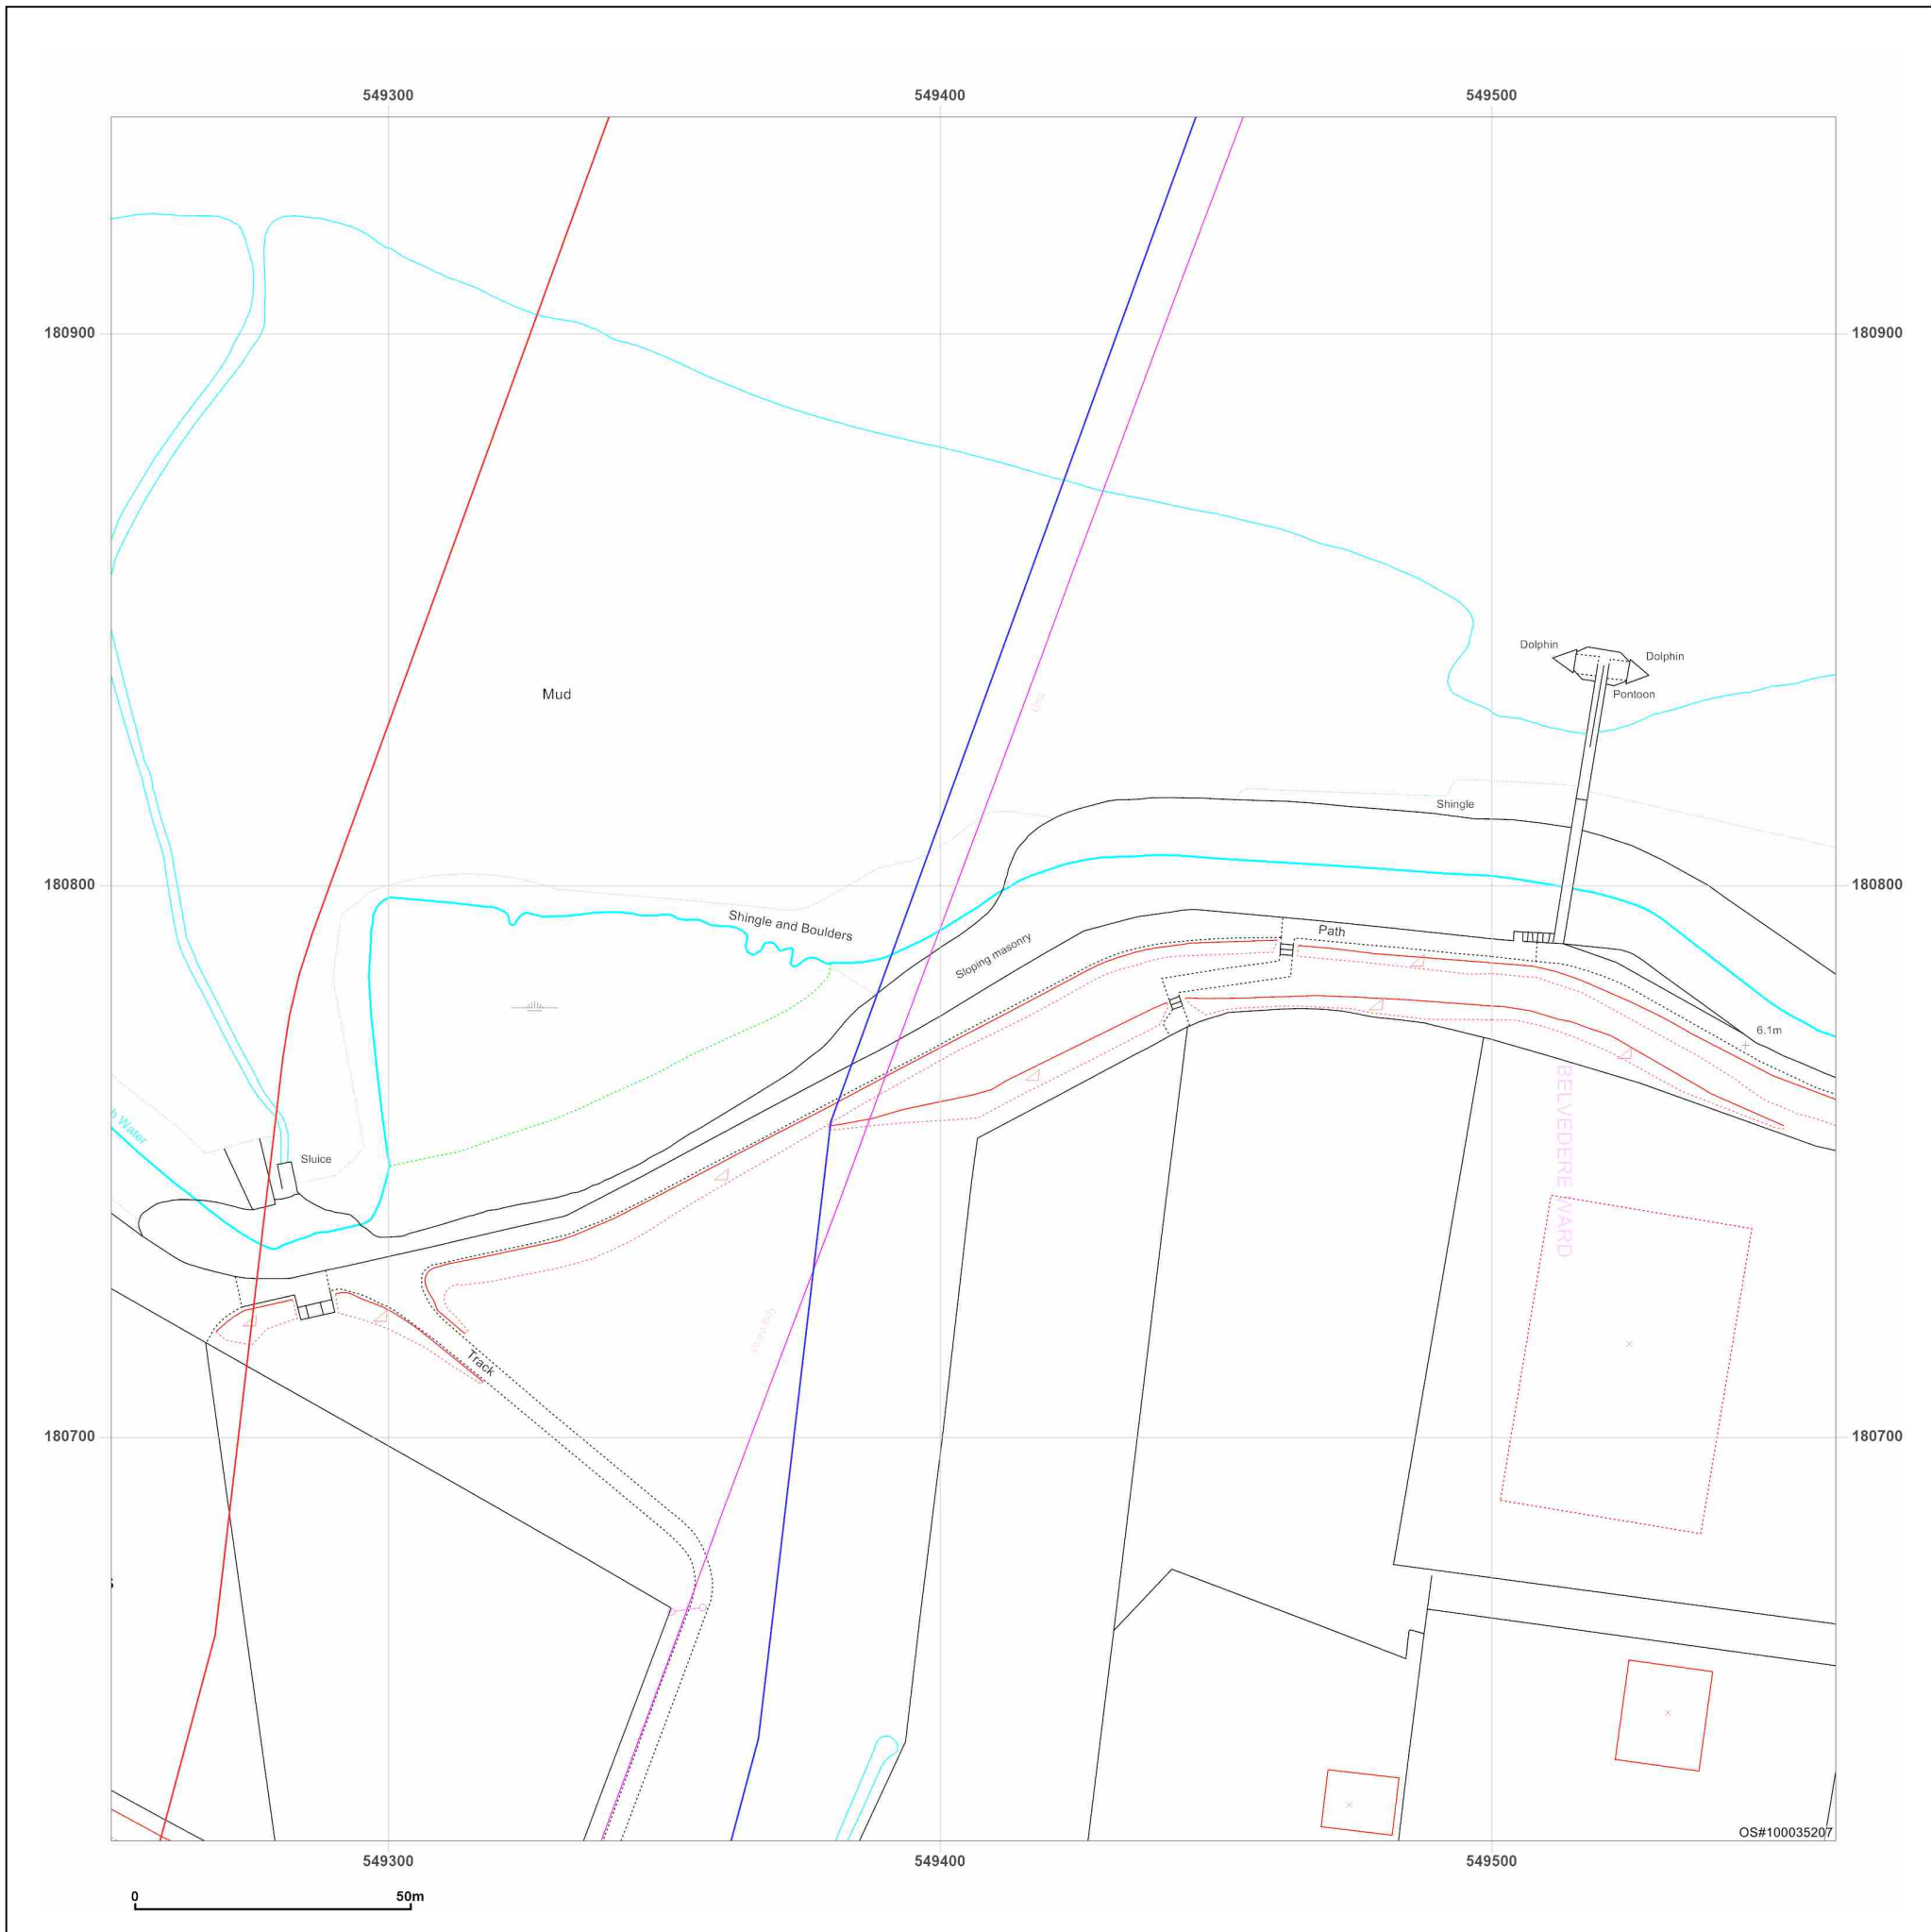 549300
549400
549500
180900
180900
Dolphin
Dolphin
Mud
Pontoon
Und
Shingle
180800
180800
Shingle and Boulders
Path
Sloping masonry
6.1m
Water
Sluice
BELVEDERE WARD
Track
180700
180700
OS#100035207
549300
549400
549500
0
50m